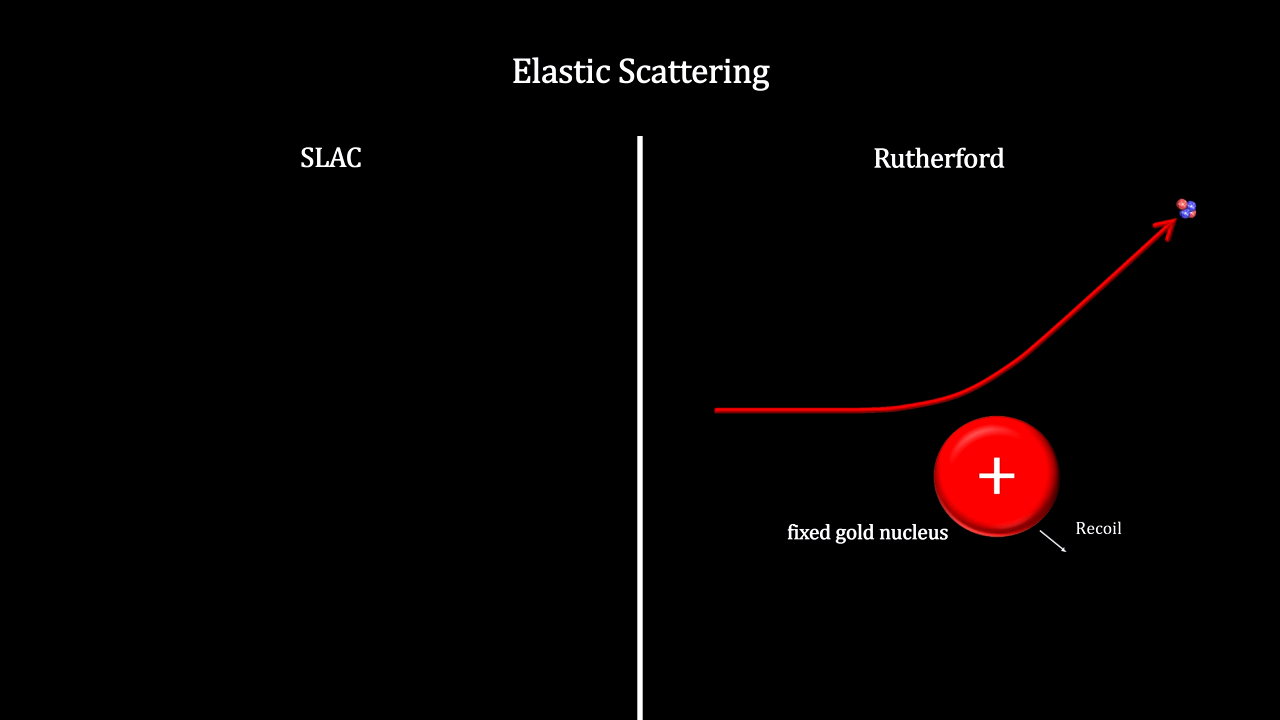 Elastic Scattering
SLAC
Rutherford
+
fixed gold nucleus
Recoil